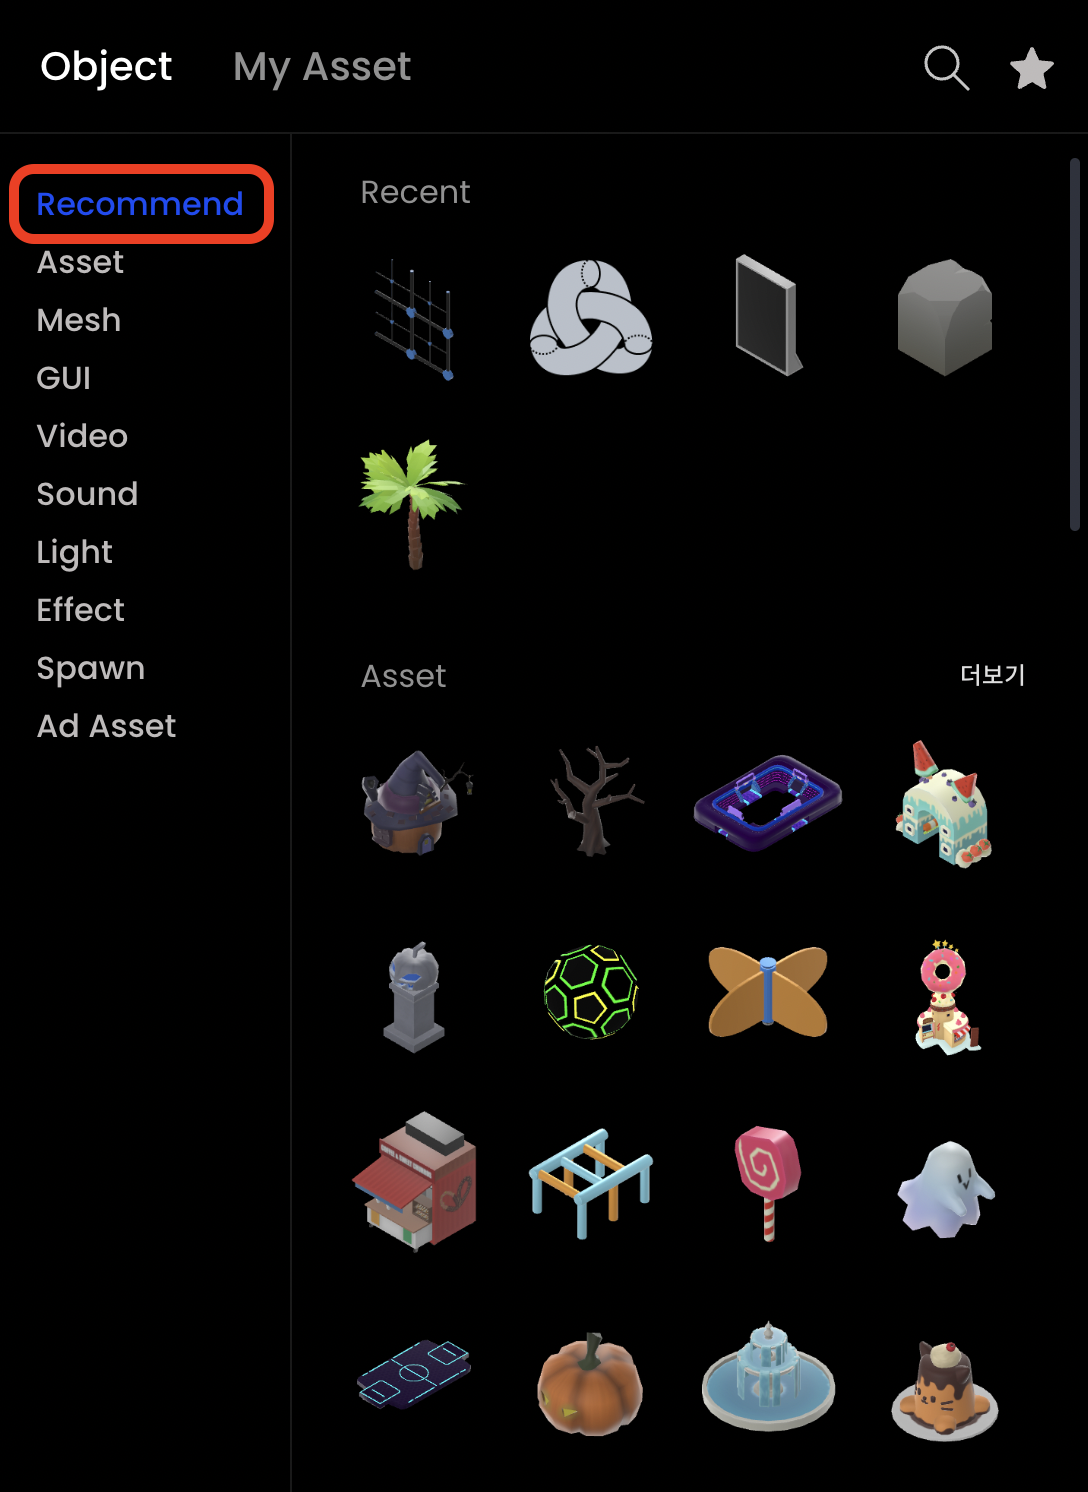 Object
My Asset
Recommend
Asset
Mesh
GUI
Video
Sound
Light
Effect
Spawn
Ad Asset
Recent
Asset
더보기